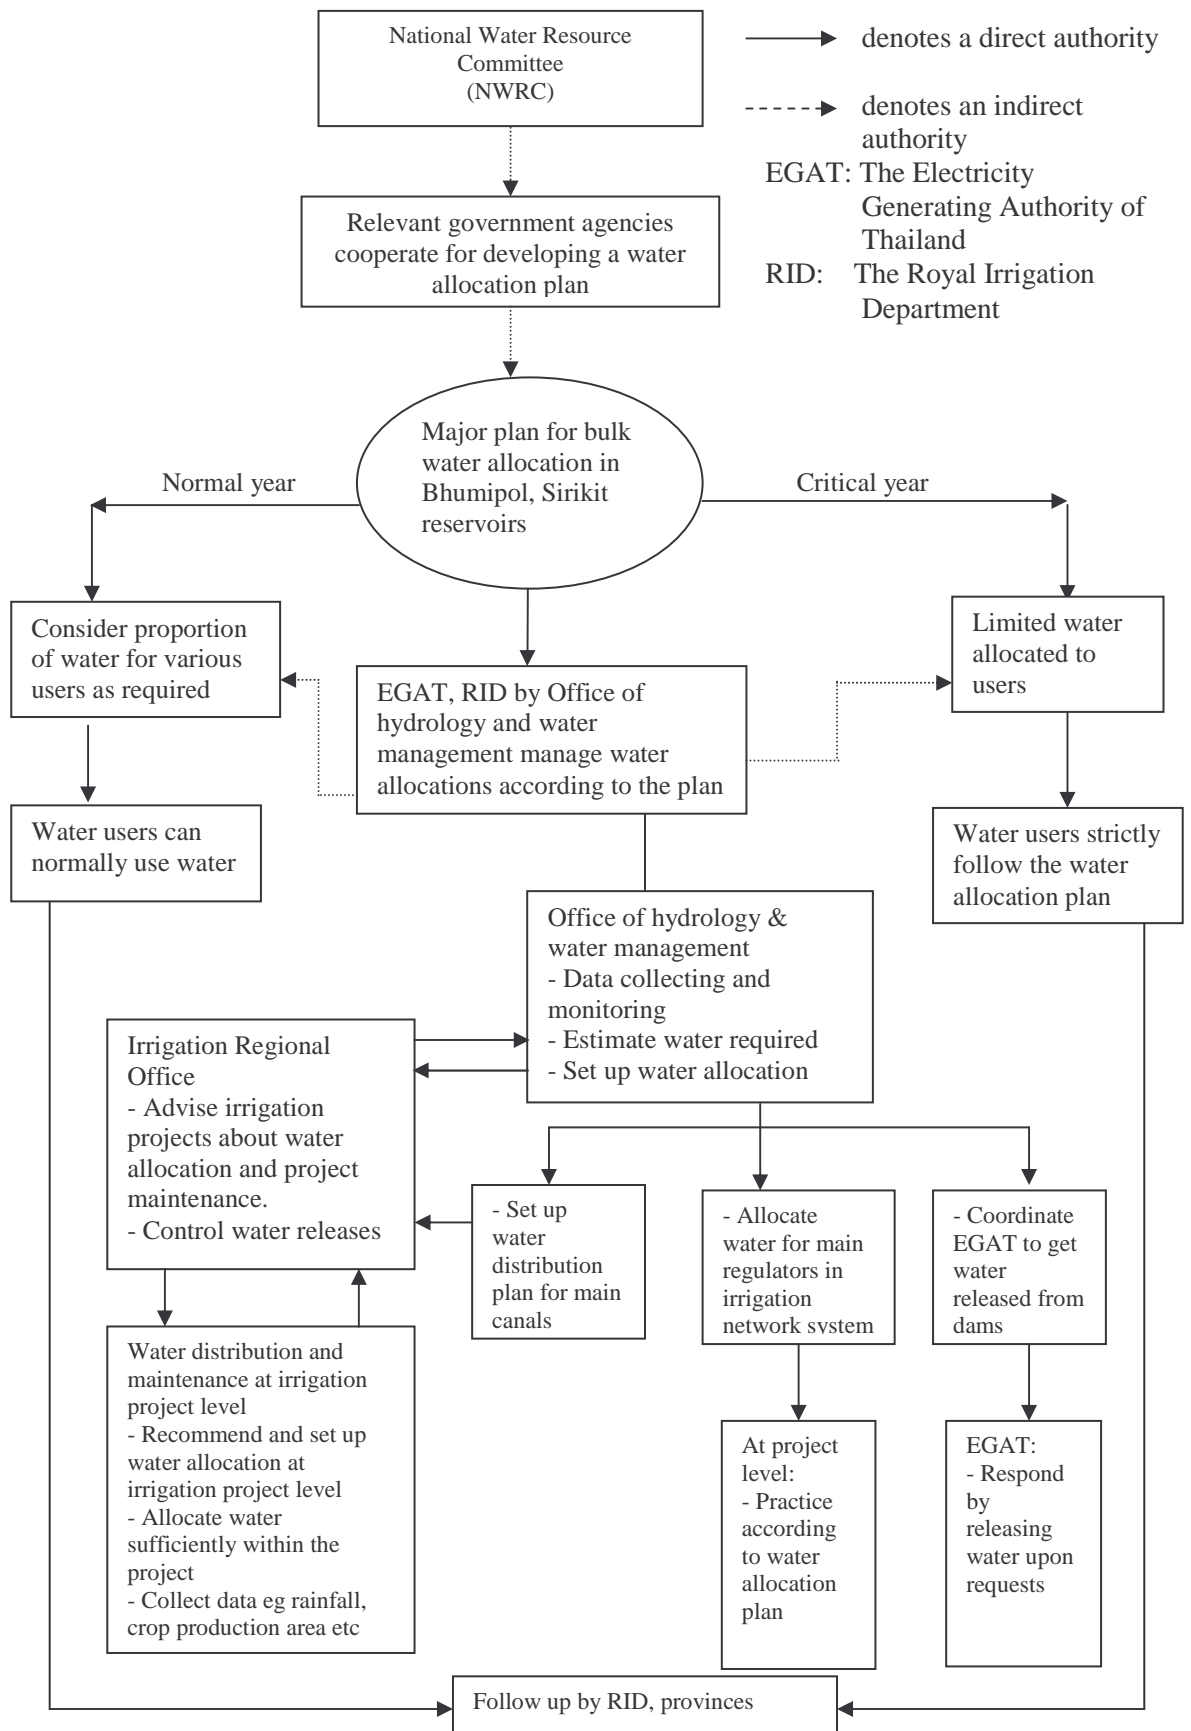 National Water Resource
Committee
(NWRC)
denotes a direct authority
denotes an indirect
authority
EGAT: The Electricity
Generating Authority of
Thailand
RID: The Royal Irrigation
Department
Relevant government agencies
cooperate for developing a water
allocation plan
Major plan for bulk
water allocation in
Bhumipol, Sirikit
reservoirs
Normal year
Critical year
Consider proportion
of water for various
users as required
EGAT, RID by Office of
hydrology and water
management manage water
allocations according to the plan
Limited water
allocated to
users
Water users can
normally use water
Water users strictly
follow the water
allocation plan
Office of hydrology &
water management
- Data collecting and
monitoring
- Estimate water required
- Set up water allocation
Irrigation Regional
Office
- Advise irrigation
projects about water
allocation and project
maintenance.
- Control water releases
- Set up
water
distribution
plan for main
canals
- Allocate
water for main
regulators in
irrigation
network system
- Coordinate
EGAT to get
water
released from
dams
Water distribution and
maintenance at irrigation
project level
- Recommend and set up
water allocation at
irrigation project level
- Allocate water
sufficiently within the
project
- Collect data eg rainfall,
crop production area etc
At project
level:
- Practice
according
to water
allocation
plan
EGAT:
- Respond
by
releasing
water upon
requests
Follow up by RID, provinces